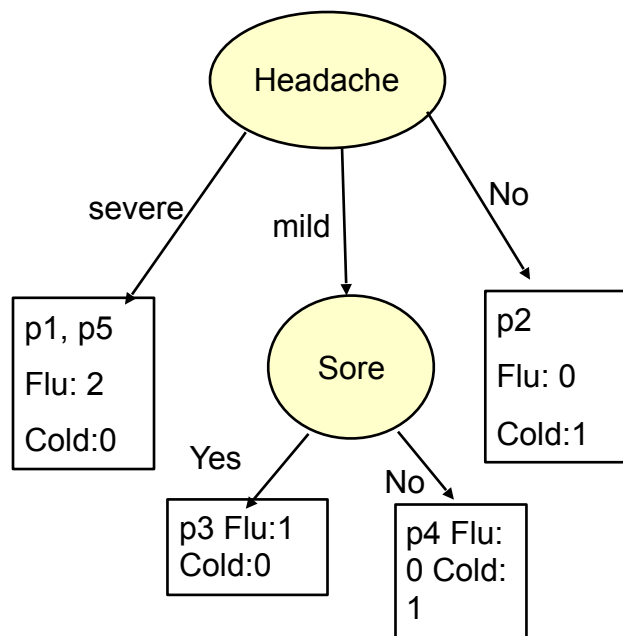 Headache
severe
mild
No
p1, p5
Flu: 2
Cold:0
Sore
p2
Flu: 0
Cold:1
Yes
No
p3 Flu:1
Cold:0
p4 Flu:
0 Cold:
1